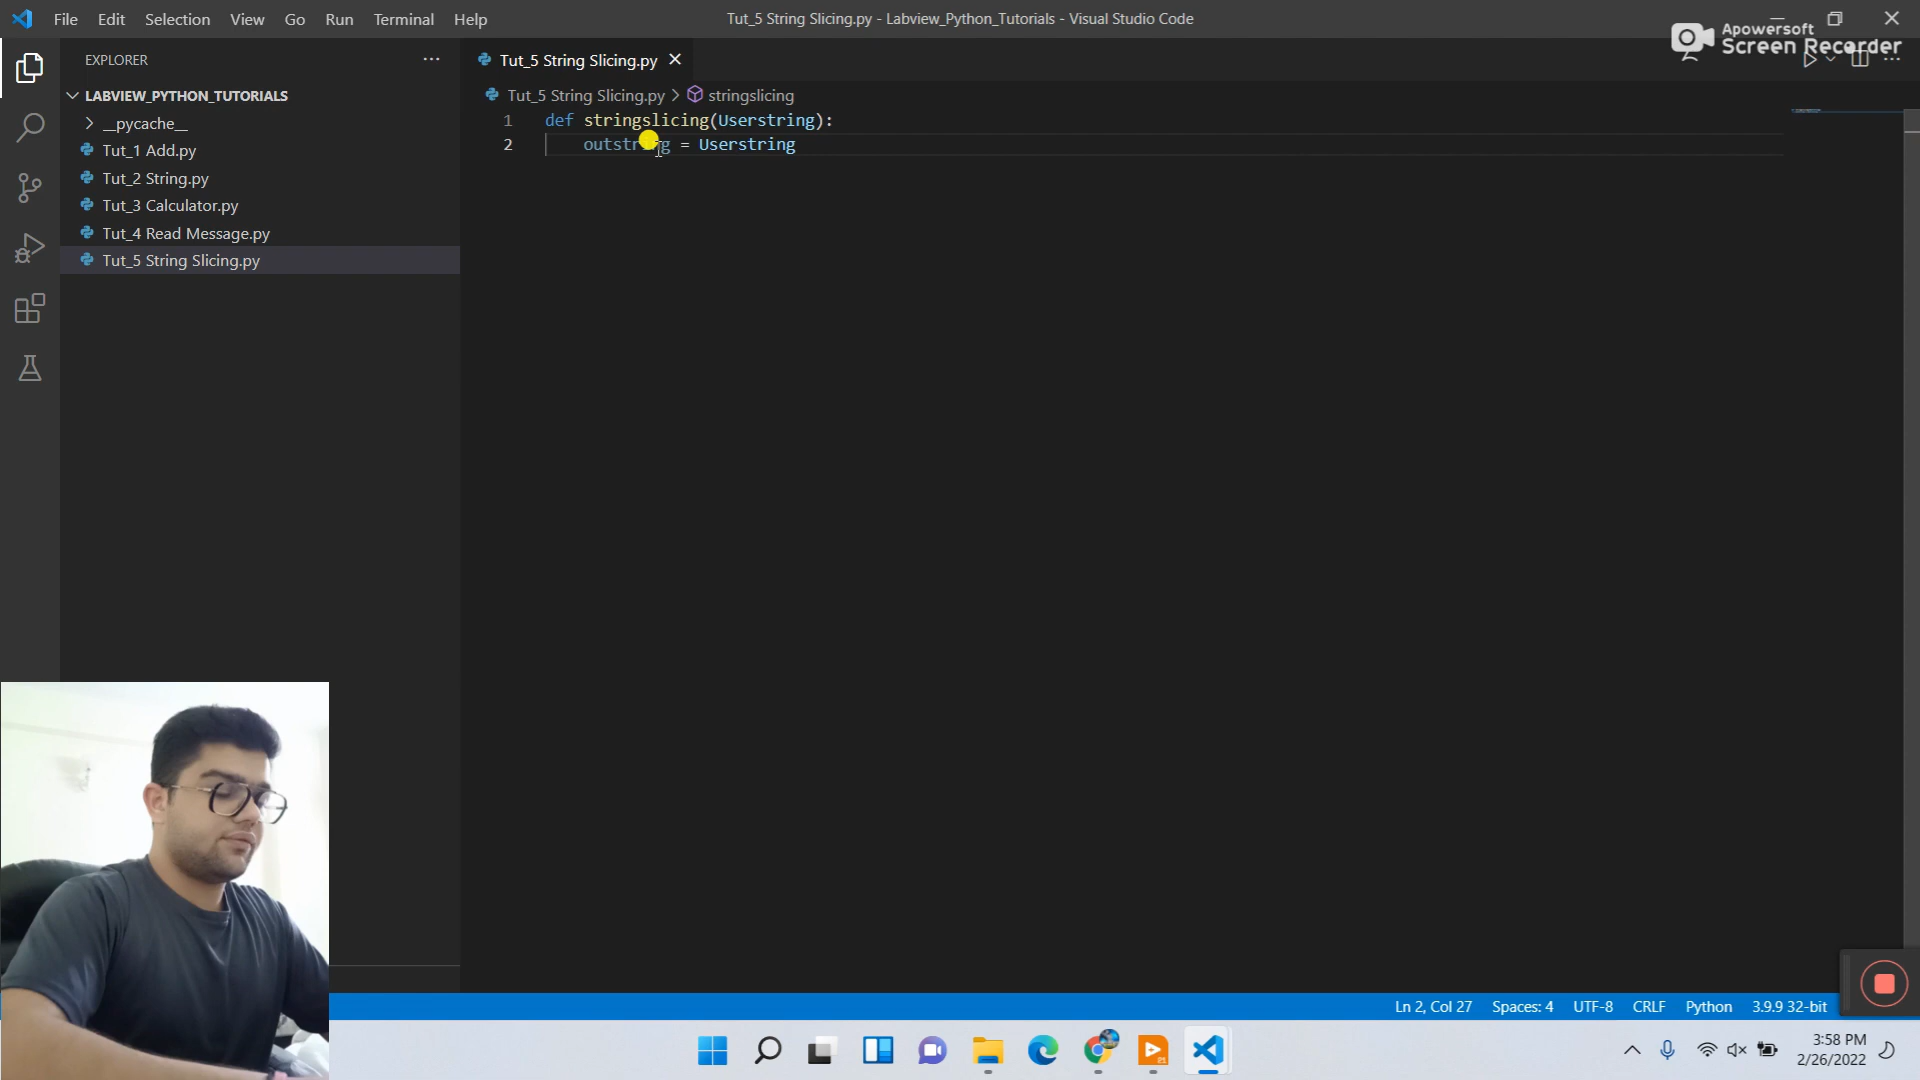 File Edit Selection View Go Run Terminal Help
Tut_5 String Slicing.py - Labview_Python_Tutorials - Visual Studio Code
Apowersoft
Screen Recorder
EXPLORER
Tut_5 String Slicing.py
LABVIEW_PYTHON_TUTORIALS
Tut_5 String Slicing.py > stringslicing
__pycache__
Tut_1 Add.py
Tut_2 String.py
Tut_3 Calculator.py
Tut_4 Read Message.py
Tut_5 String Slicing.py
1 def stringslicing(Userstring):
2 outstring = Userstring
Ln 2, Col 27 Spaces: 4 UTF-8 CRLF Python 3.9.9 32-bit
3:58 PM
2/26/2022